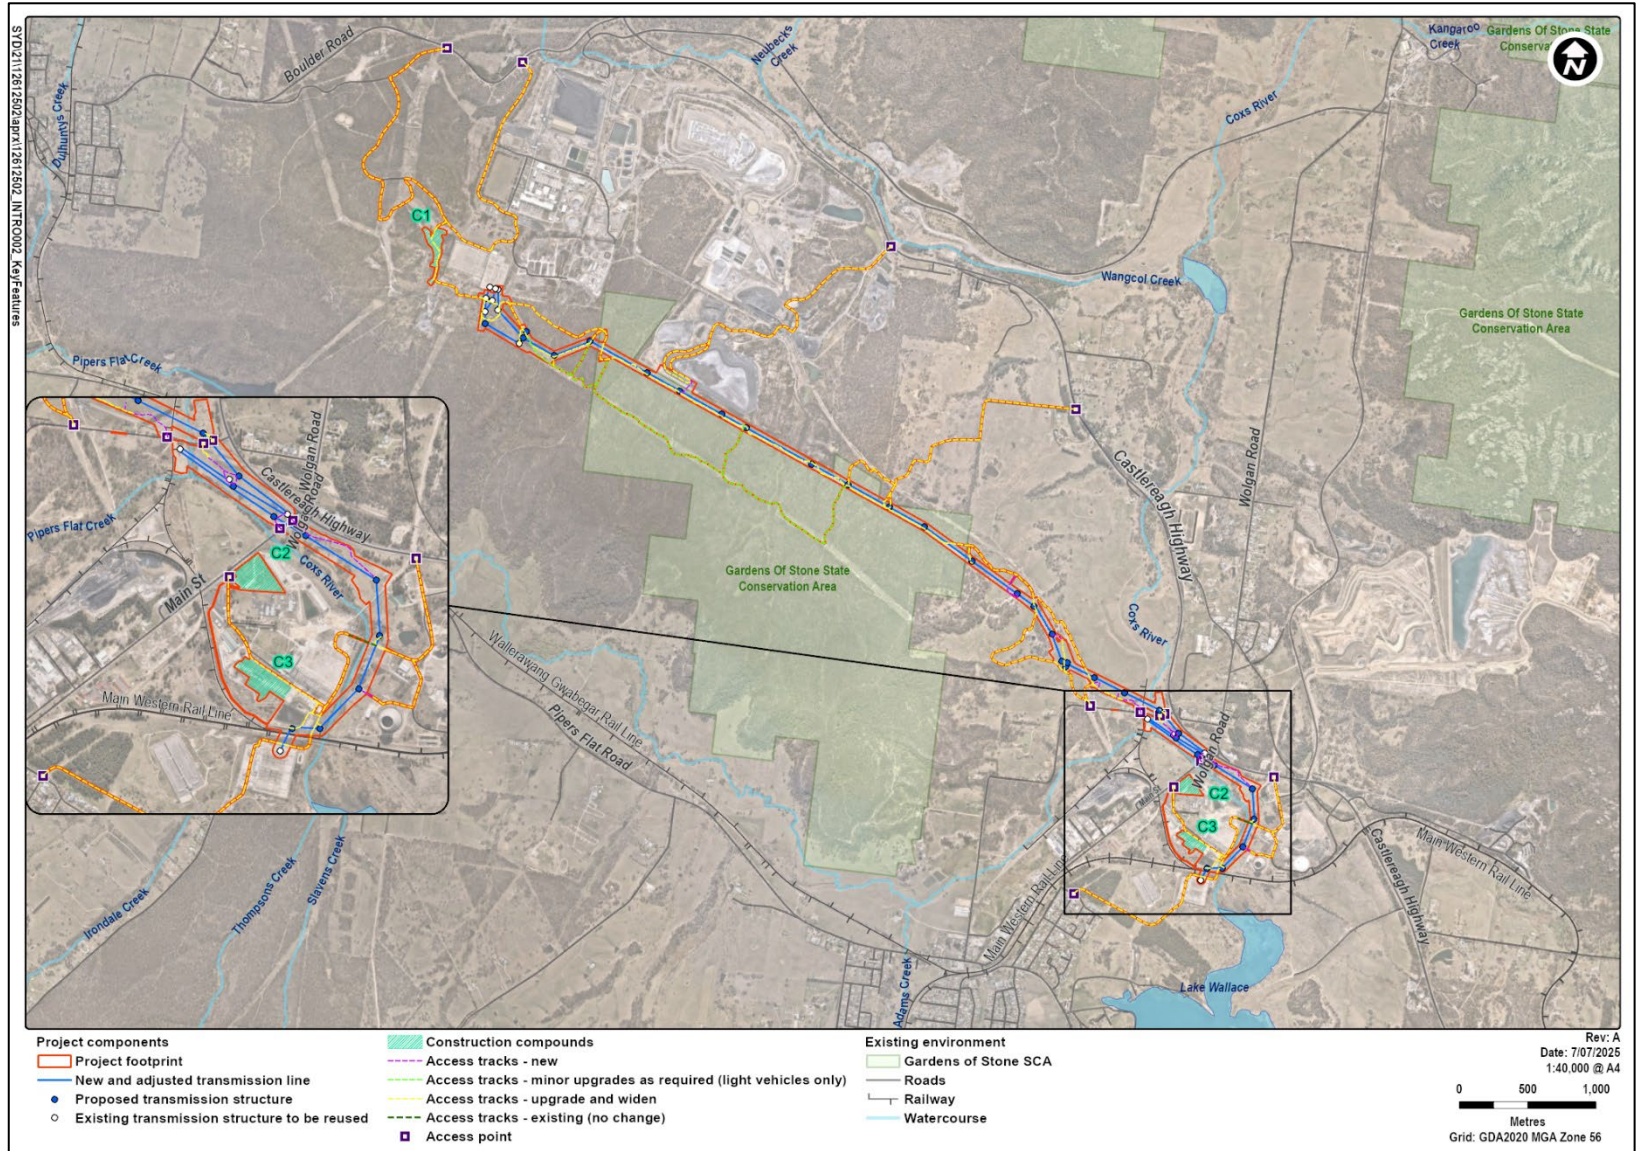 SYD\21\12612502\aprx\12612502_INTRO002_KeyFeatures
Boulder Road
Dulhuntys Creek
Neubecks
Creek
Kangaroo
Creek
Gardens Of Stone State
Coxs River
C1
Wangcol Creek
Gardens Of Stone State
Conservation Area
Pipers Flat Creek
Castlereagh Highway
Wolgan Road
Gardens Of Stone State
Conservation Area
Coxs River
Wallerawang Gwabegar Rail Line
Pipers Flat Road
Wolgan Road
Main St
C2
C3
Main Western Rail Line
Main Western Rail Line
Castlereagh Highway
Adams Creek
Lake Wallace
Irondale Creek
Thompsons Creek
Slavens Creek
Wolgan Road
Castlereagh Highway
Wolgan Road
Pipers Flat Creek
C2
Coxs River
Main St
C3
Main Western Rail Line
N
Project components
Project footprint
New and adjusted transmission line
Proposed transmission structure
Existing transmission structure to be reused
Construction compounds
Access tracks - new
Access tracks - minor upgrades as required (light vehicles only)
Access tracks - upgrade and widen
Access tracks - existing (no change)
Access point
Existing environment
Gardens of Stone SCA
Roads
Railway
Watercourse
Rev: A
Date: 7/07/2025
1:40,000 @ A4
0 500 1,000
Metres
Grid: GDA2020 MGA Zone 56